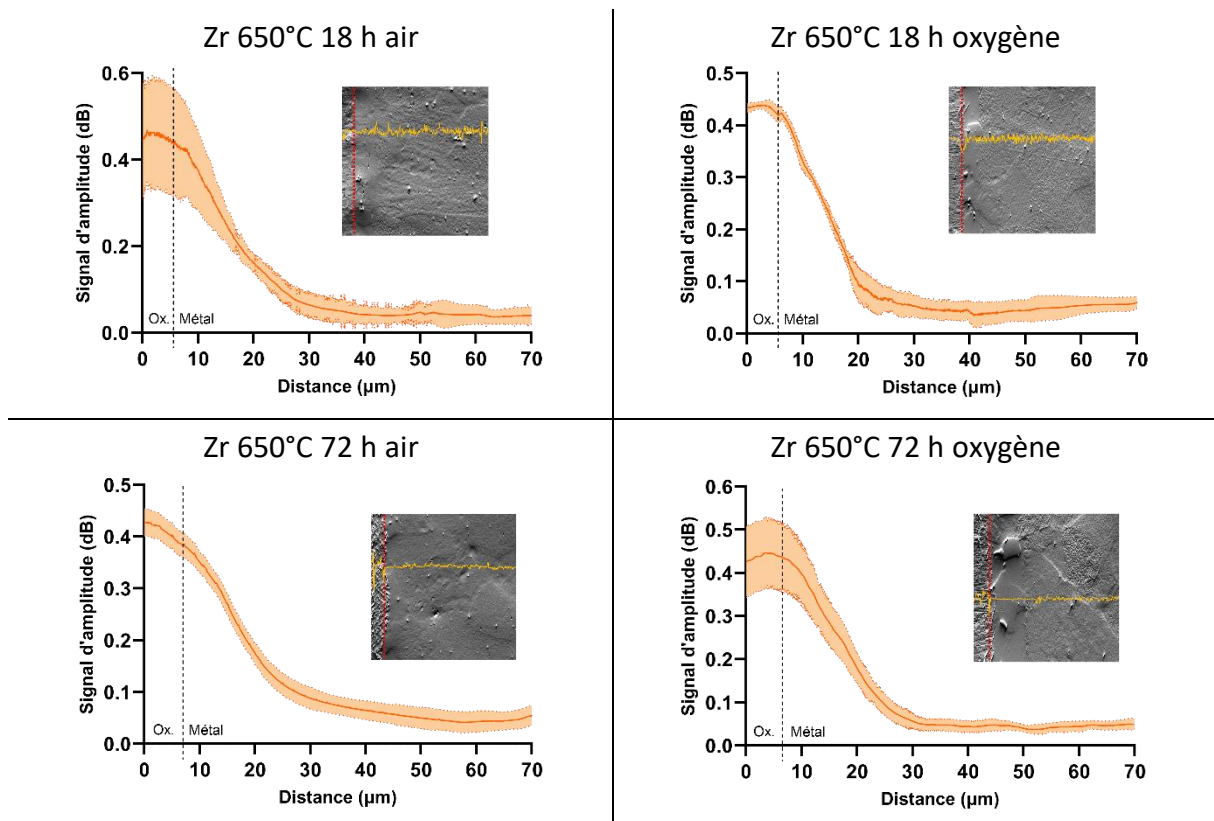 Zr 650°C 18 h air
Signal d'amplitude (dB)
0.6
0.4
0.2
0.0
Ox.
Métal
0 10 20 30 40 50 60 70
Distance (µm)
Zr 650°C 18 h oxygène
Signal d'amplitude (dB)
0.5
0.4
0.3
0.2
0.1
0.0
Ox.
Métal
0 10 20 30 40 50 60 70
Distance (µm)
Zr 650°C 72 h air
Signal d'amplitude (dB)
0.5
0.4
0.3
0.2
0.1
0.0
Ox.
Métal
0 10 20 30 40 50 60 70
Distance (µm)
Zr 650°C 72 h oxygène
Signal d'amplitude (dB)
0.6
0.5
0.4
0.3
0.2
0.1
0.0
Ox.
Métal
0 10 20 30 40 50 60 70
Distance (µm)